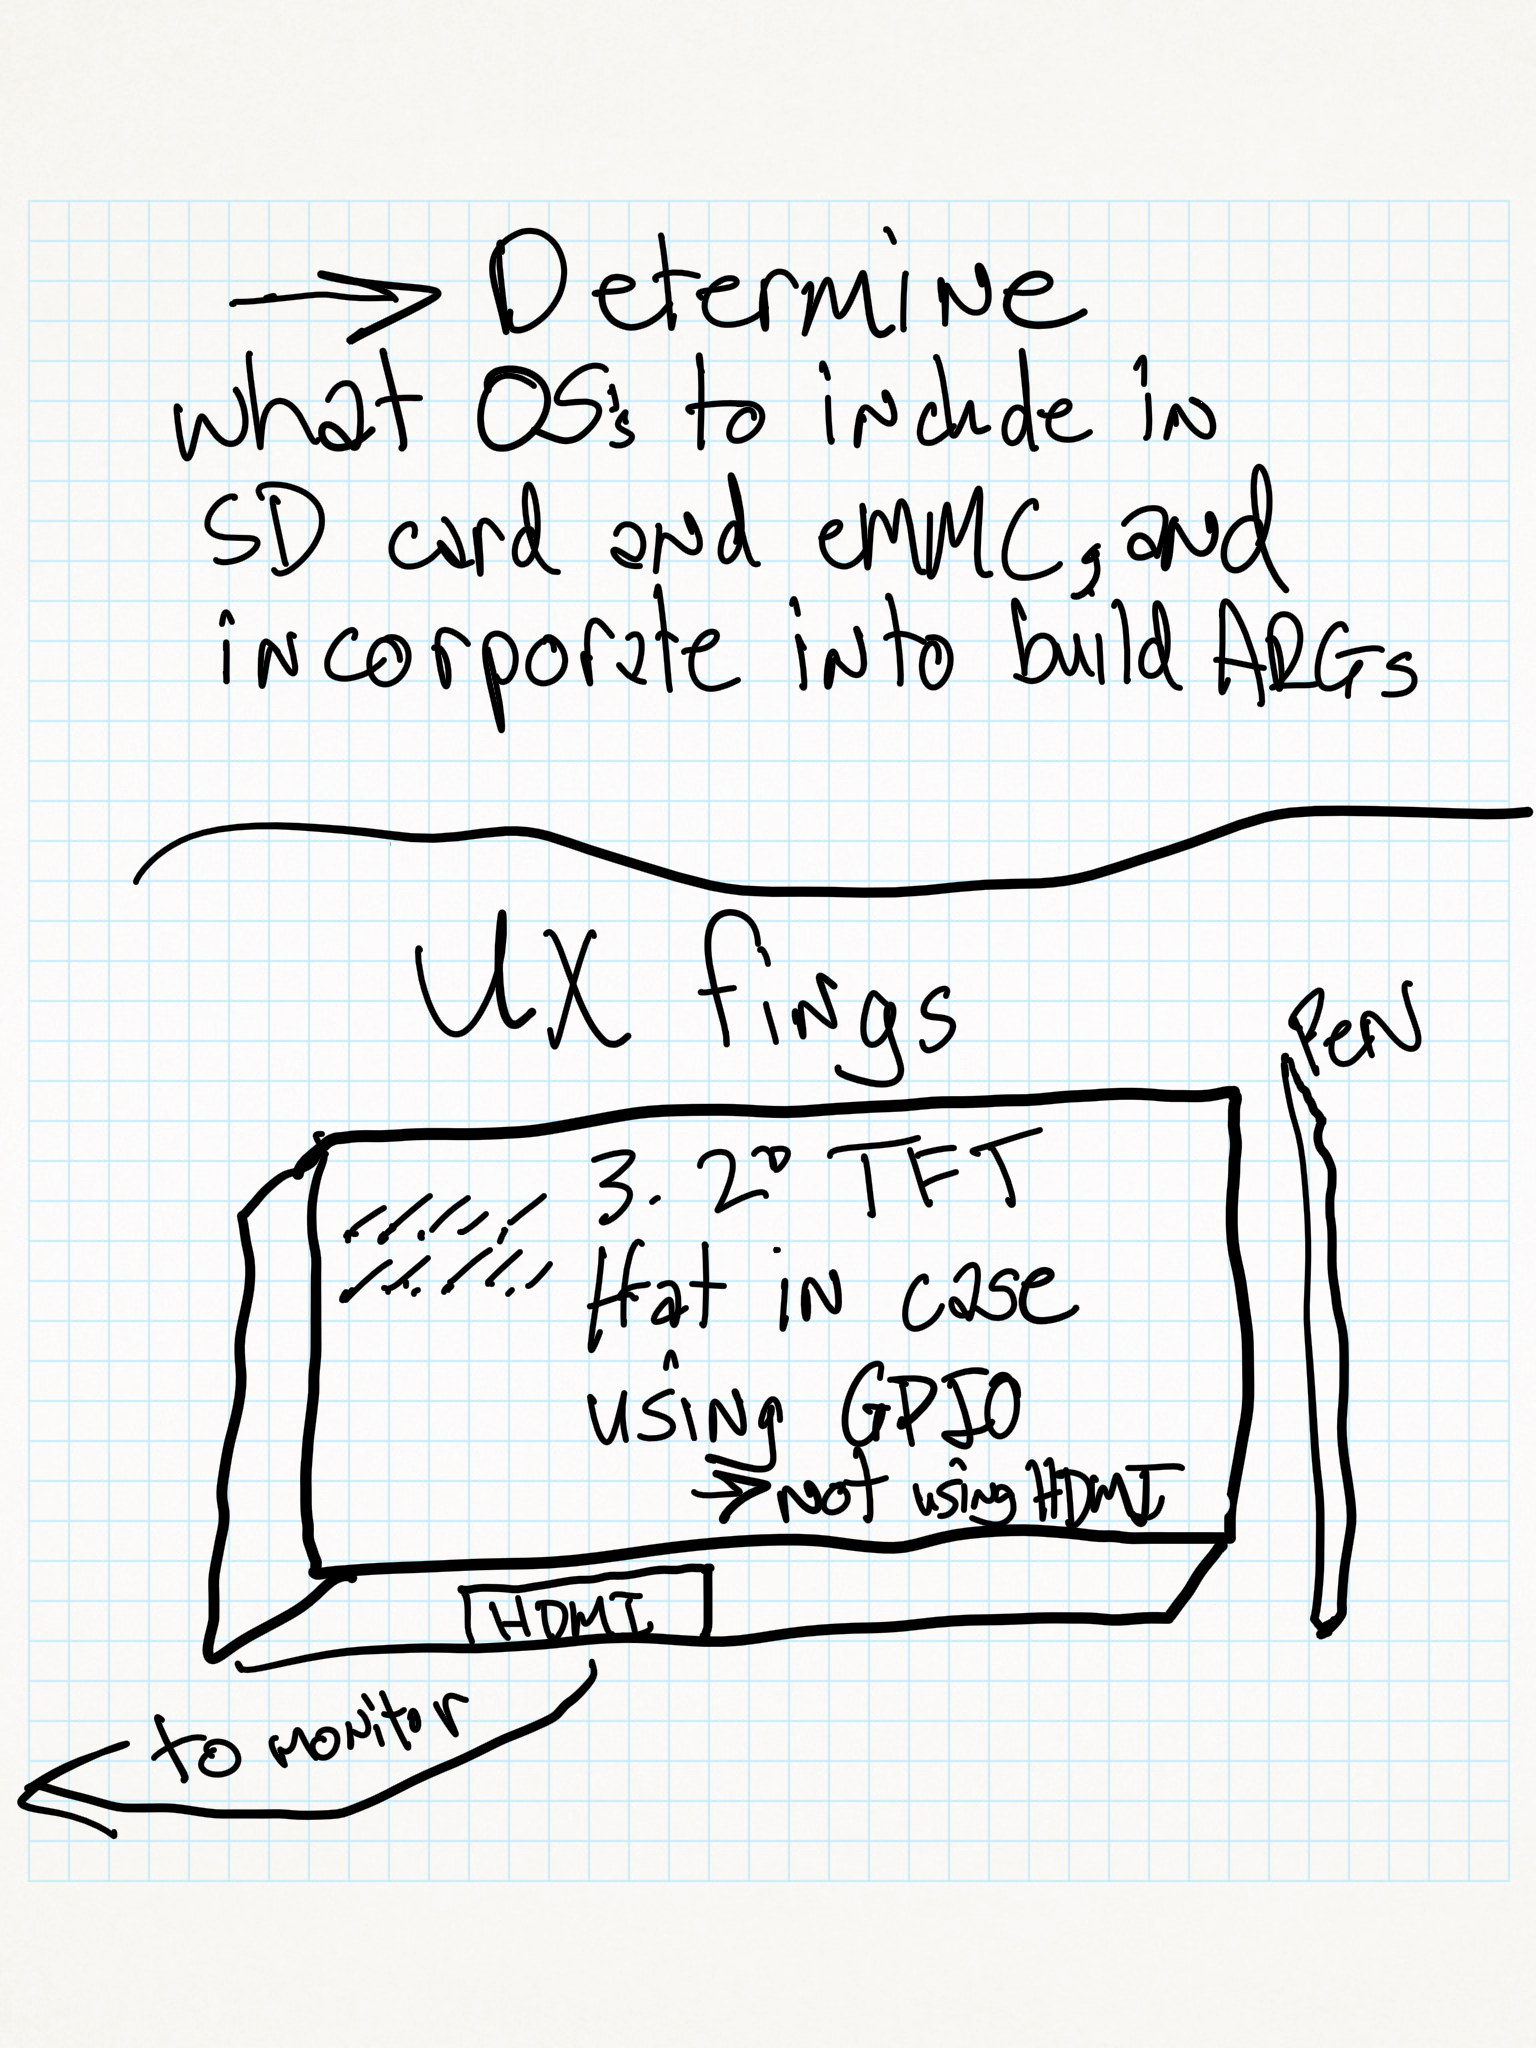 → Determine
what OS's to include in
SD card and eMMC, and
incorporate into build ARGs
UX fings
PeN
3.2" TFT
Hat in case
using GPIO
→ Not using HDMI
HDMI
to monitor